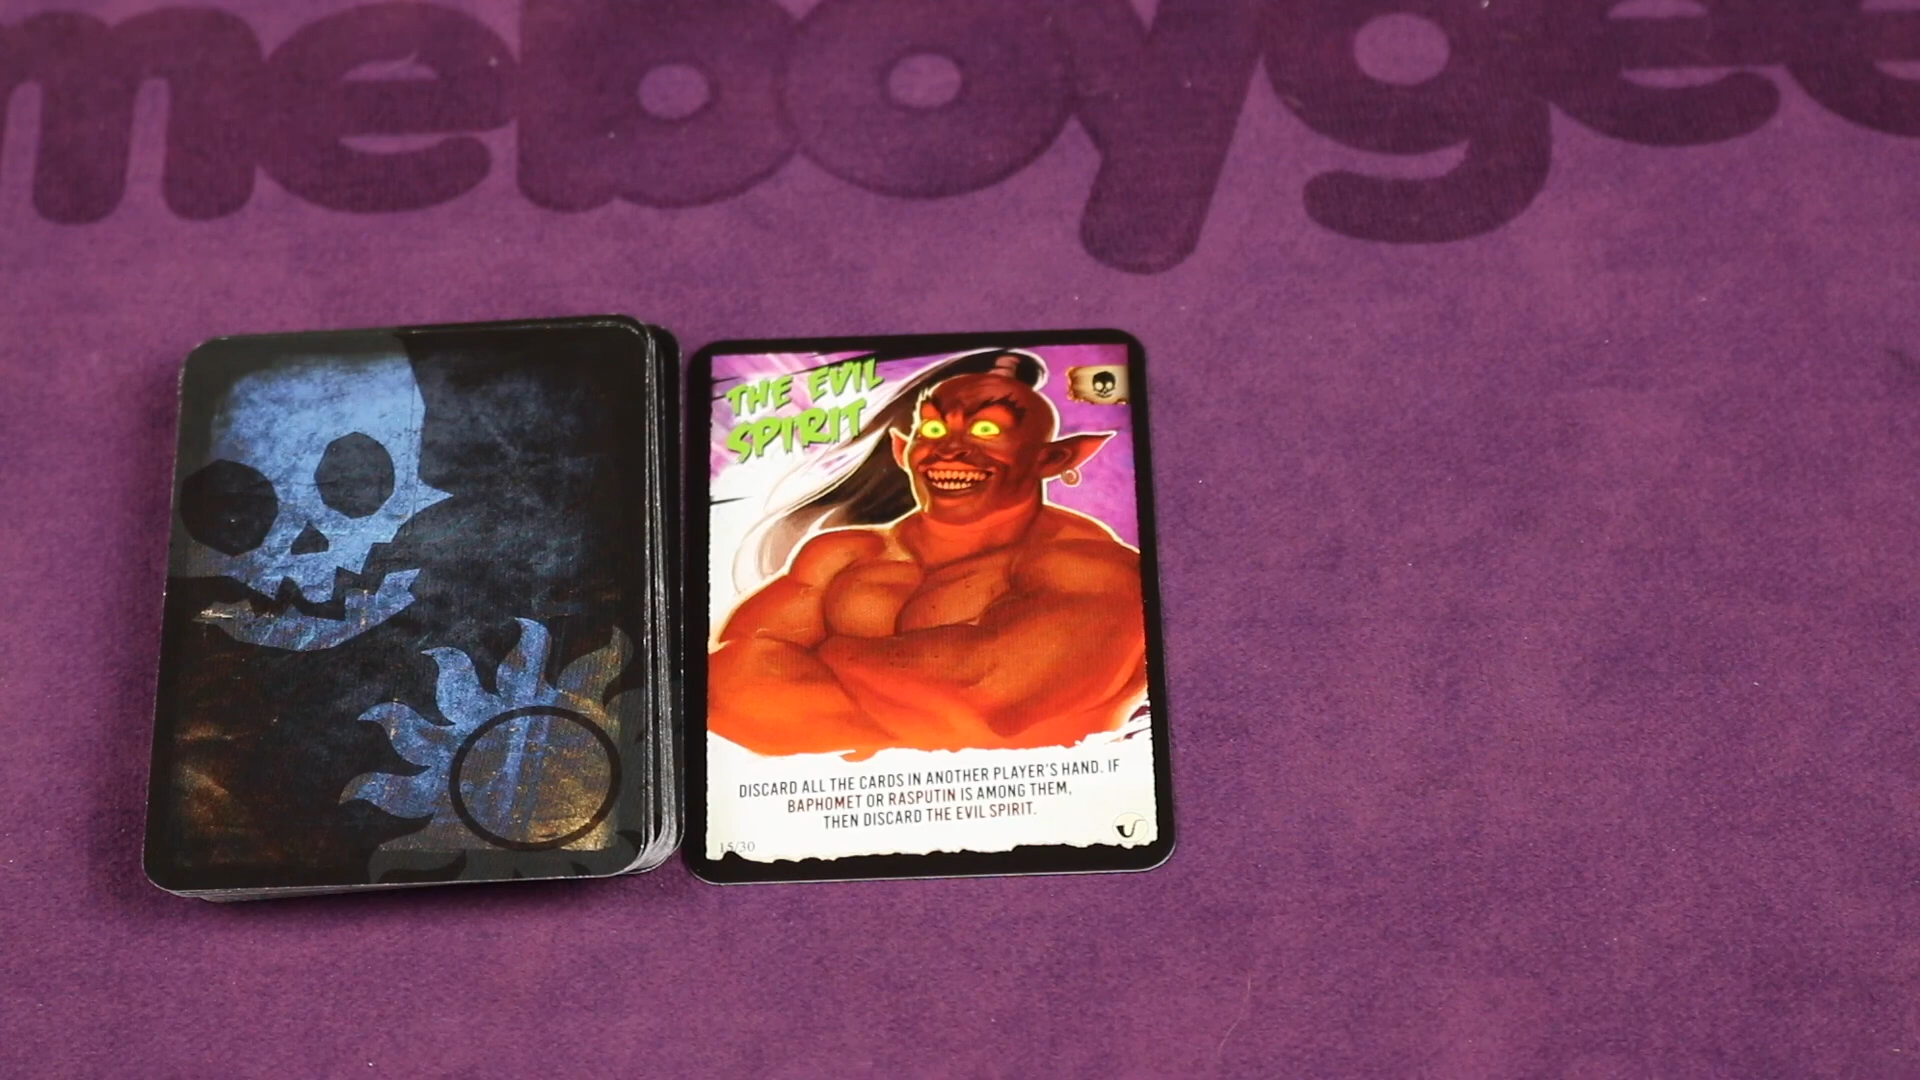 meboygee
THE EVIL
SPIRIT
DISCARD ALL THE CARDS IN ANOTHER PLAYER'S HAND. IF
BAPHOMET OR RASPUTIN IS AMONG THEM,
THEN DISCARD THE EVIL SPIRIT.
15/30